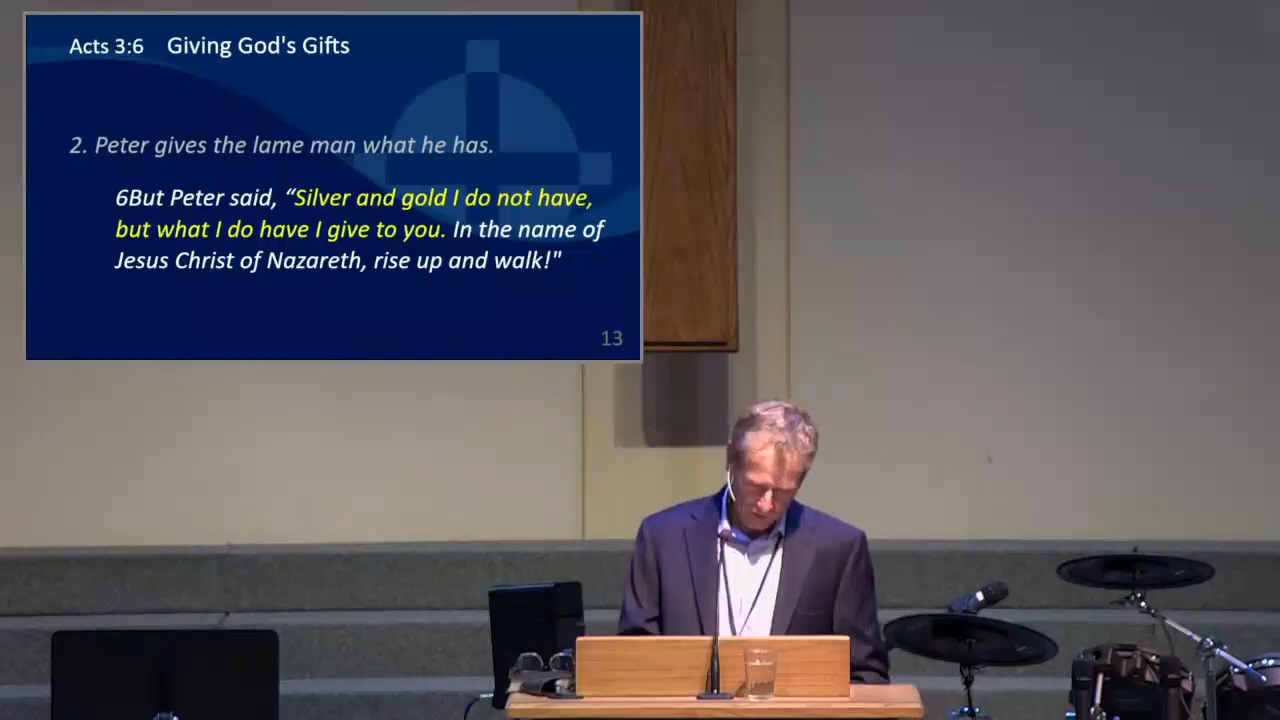 Acts 3:6 Giving God's Gifts
2. Peter gives the lame man what he has.
6But Peter said, “Silver and gold I do not have,
but what I do have I give to you. In the name of
Jesus Christ of Nazareth, rise up and walk!"
13